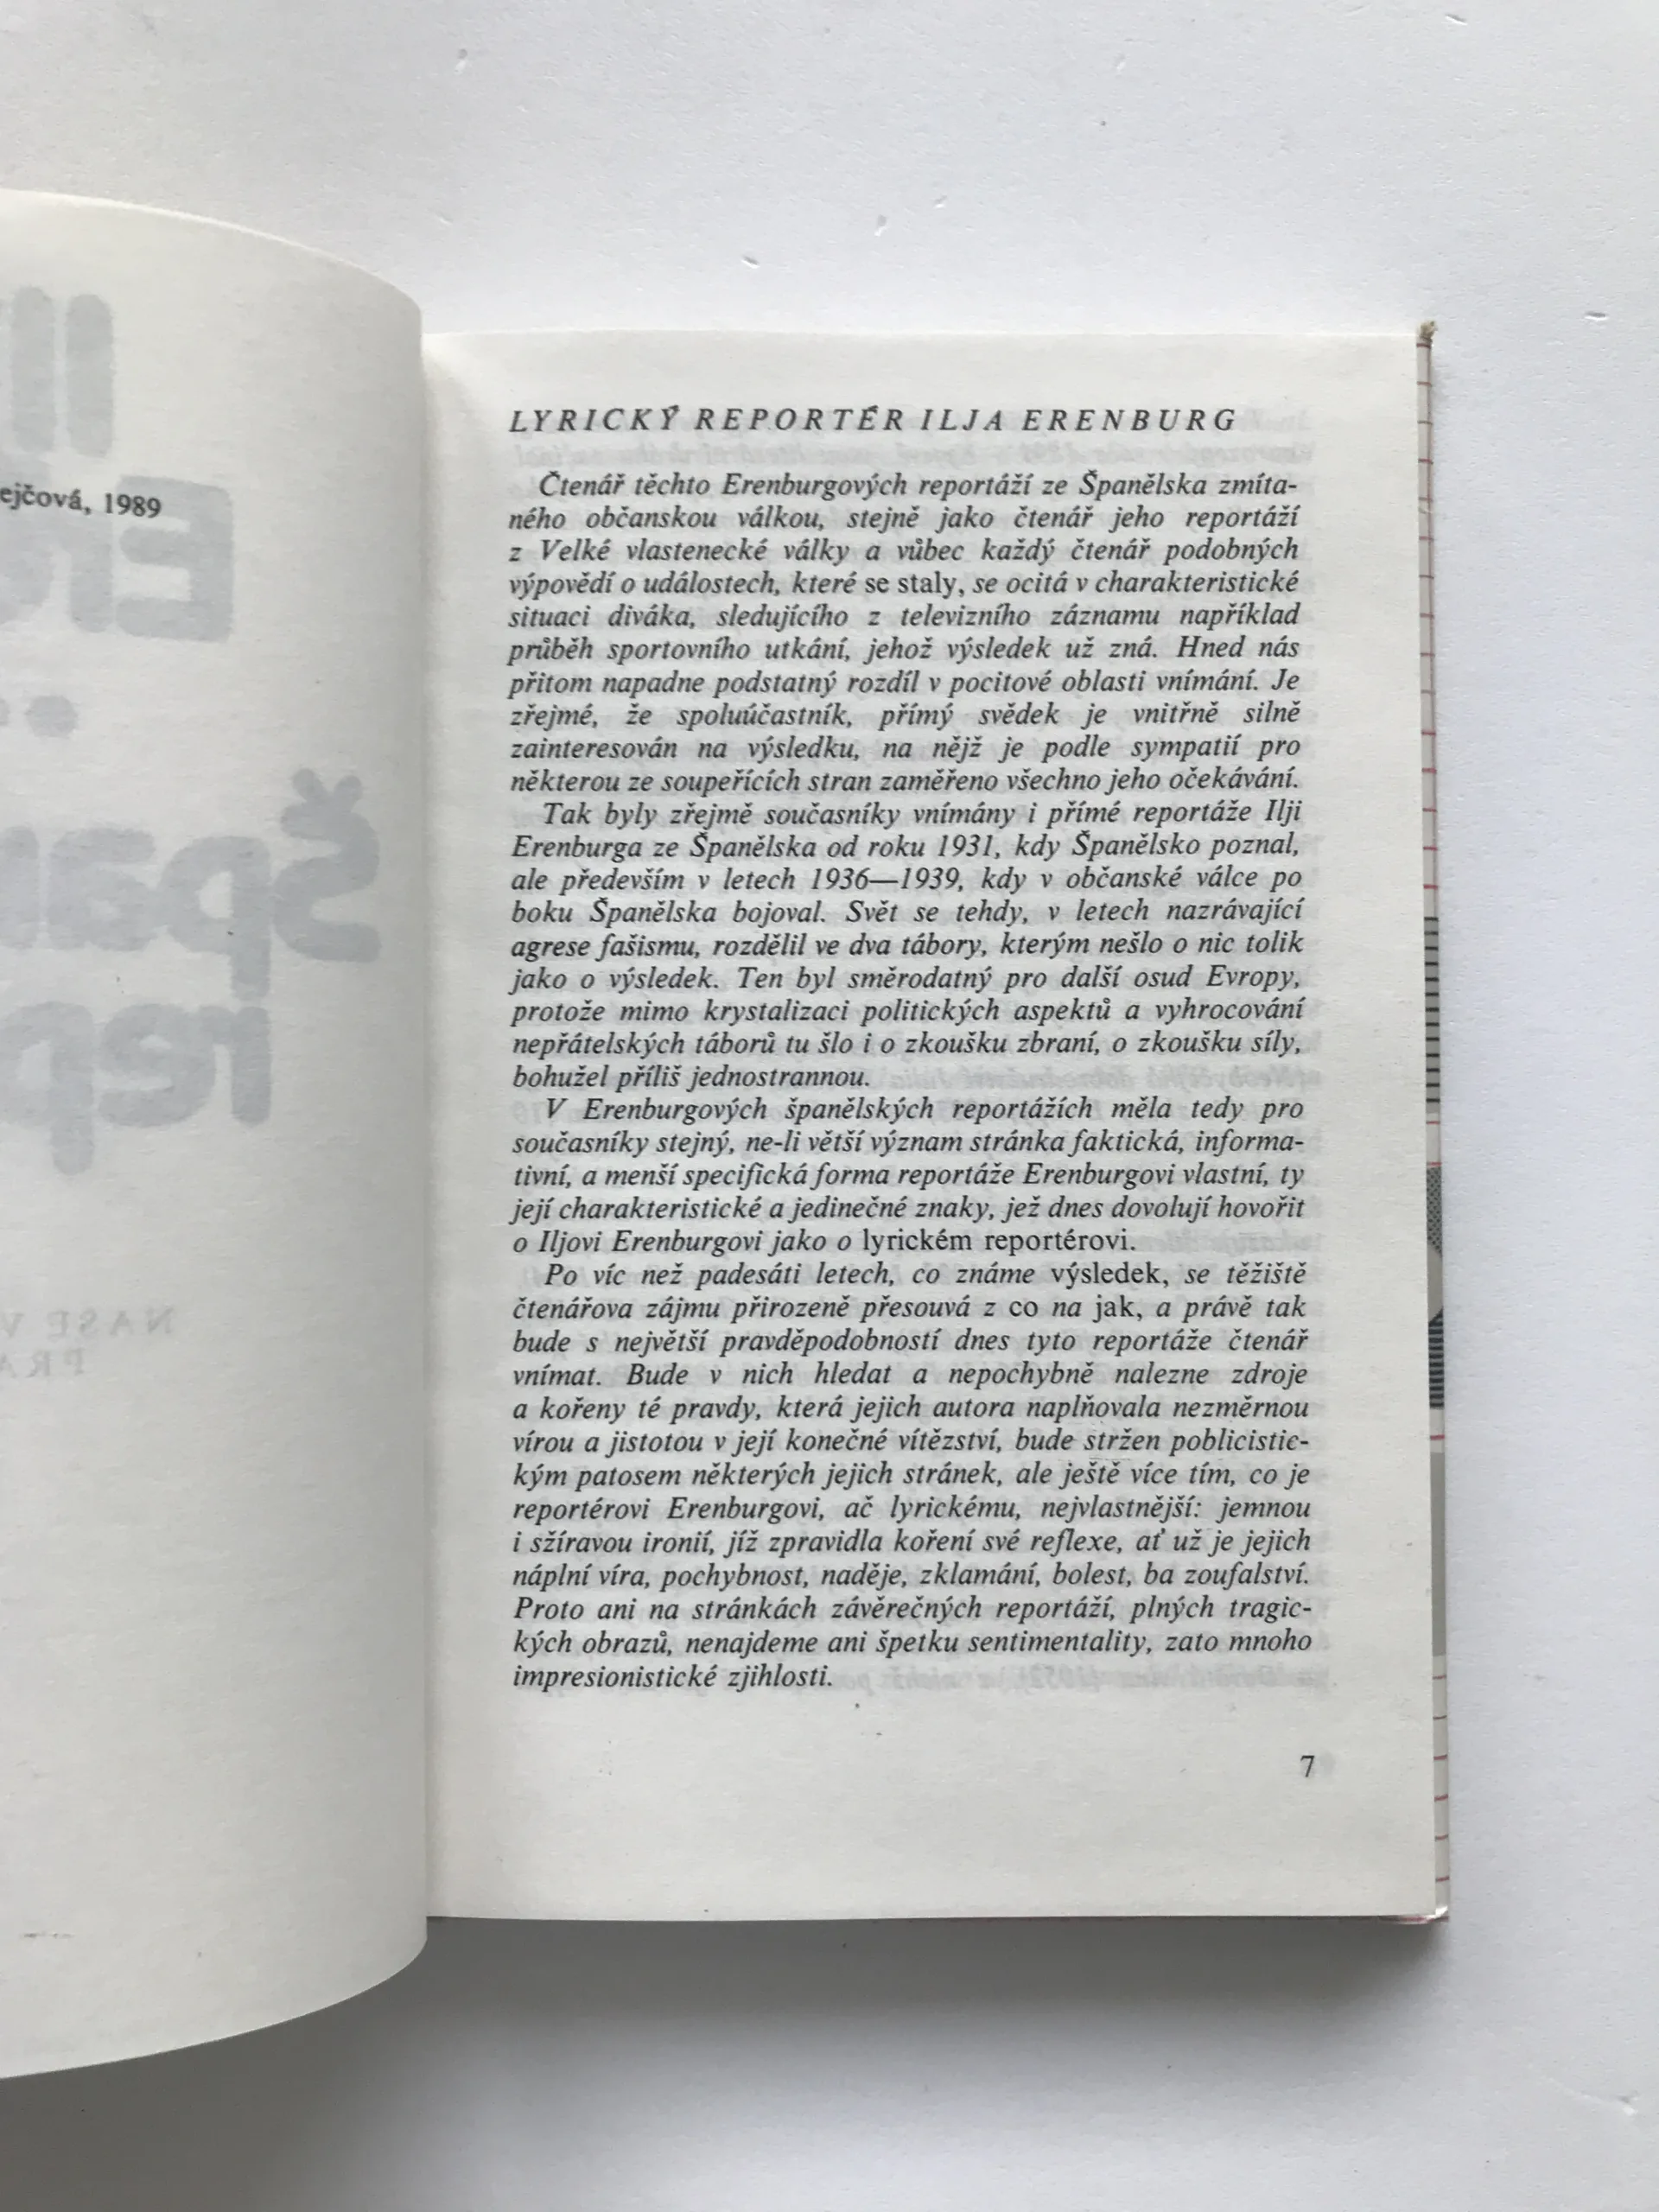 ejčová, 1989
LYRICKÝ REPORTÉR ILJA ERENBURG
Čtenář těchto Erenburgových reportáží ze Španělska zmíta-
ného občanskou válkou, stejně jako čtenář jeho reportáží
z Velké vlastenecké války a vůbec každý čtenář podobných
výpovědí o událostech, které se staly, se ocitá v charakteristické
situaci diváka, sledujícího z televizního záznamu například
průběh sportovního utkání, jehož výsledek už zná. Hned nás
přitom napadne podstatný rozdíl v pocitové oblasti vnímání. Je
zřejmé, že spoluúčastník, přímý svědek je vnitřně silně
zainteresován na výsledku, na nějž je podle sympatií pro
některou ze soupeřících stran zaměřeno všechno jeho očekávání.
Tak byly zřejmě současníky vnímány i přímé reportáže Ilji
Erenburga ze Španělska od roku 1931, kdy Španělsko poznal,
ale především v letech 1936—1939, kdy v občanské válce po
boku Španělska bojoval. Svět se tehdy, v letech nazrávající
agrese fašismu, rozdělil ve dva tábory, kterým nešlo o nic tolik
jako o výsledek. Ten byl směrodatný pro další osud Evropy,
protože mimo krystalizaci politických aspektů a vyhrocování
nepřátelských táborů tu šlo i o zkoušku zbraní, o zkoušku síly,
bohužel příliš jednostrannou.
V Erenburgových španělských reportážích měla tedy pro
současníky stejný, ne-li větší význam stránka faktická, informa-
tivní, a menší specifická forma reportáže Erenburgovi vlastní, ty
její charakteristické a jedinečné znaky, jež dnes dovolují hovořit
o Iljovi Erenburgovi jako o lyrickém reportérovi.
Po víc než padesáti letech, co známe výsledek, se těžiště
čtenářova zájmu přirozeně přesouvá z co na jak, a právě tak
bude s největší pravděpodobností dnes tyto reportáže čtenář
vnímat. Bude v nich hledat a nepochybně nalezne zdroje
a kořeny té pravdy, která jejich autora naplňovala nezměrnou
vírou a jistotou v její konečné vítězství, bude stržen poblicistic-
kým patosem některých jejich stránek, ale ještě více tím, co je
reportérovi Erenburgovi, ač lyrickému, nejvlastnější: jemnou
i sžíravou ironií, jíž zpravidla koření své reflexe, ať už je jejich
náplní víra, pochybnost, naděje, zklamání, bolest, ba zoufalství.
Proto ani na stránkách závěrečných reportáží, plných tragic-
kých obrazů, nenajdeme ani špetku sentimentality, zato mnoho
impresionistické zjihlosti.
7